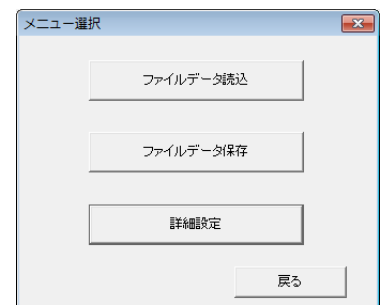 メニュー選択
ファイルデータ読込
ファイルデータ保存
詳細設定
戻る